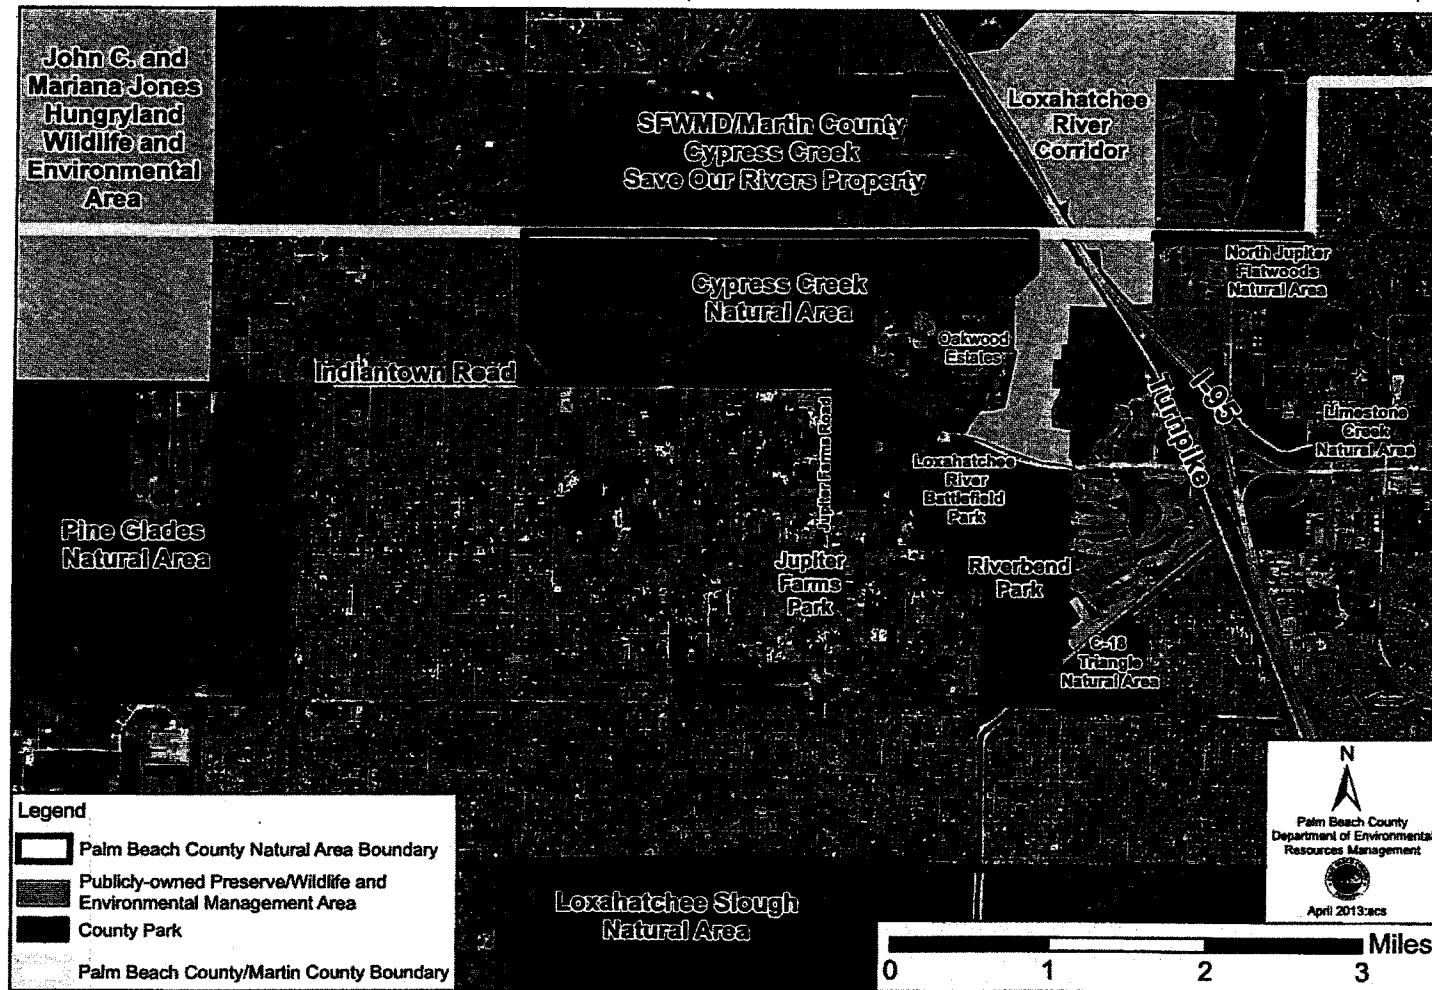 John C. and
Mariana Jones
Hungryland
Wildlife and
Environmental
Area
SFWMD/Martin County
Cypress Creek
Save Our Rivers Property
Loxahatchee
River
Corridor
North Jupiter
Flatwoods
Natural Area
Cypress Creek
Natural Area
Oakwood
Estates
Indiantown Road
Jupiter Farms Road
I-95
Turnpike
Limestone
Creek
Natural Area
Loxahatchee
River
Battlefield
Park
Pine Glades
Natural Area
Jupiter
Farms
Park
Riverbend
Park
C-18
Triangle
Natural Area
Loxahatchee Slough
Natural Area
Legend
Palm Beach County Natural Area Boundary
Publicly-owned Preserve/Wildlife and
Environmental Management Area
County Park
Palm Beach County/Martin County Boundary
N
Palm Beach County
Department of Environmental
Resources Management
April 2013:acs
0 1 2 3 Miles